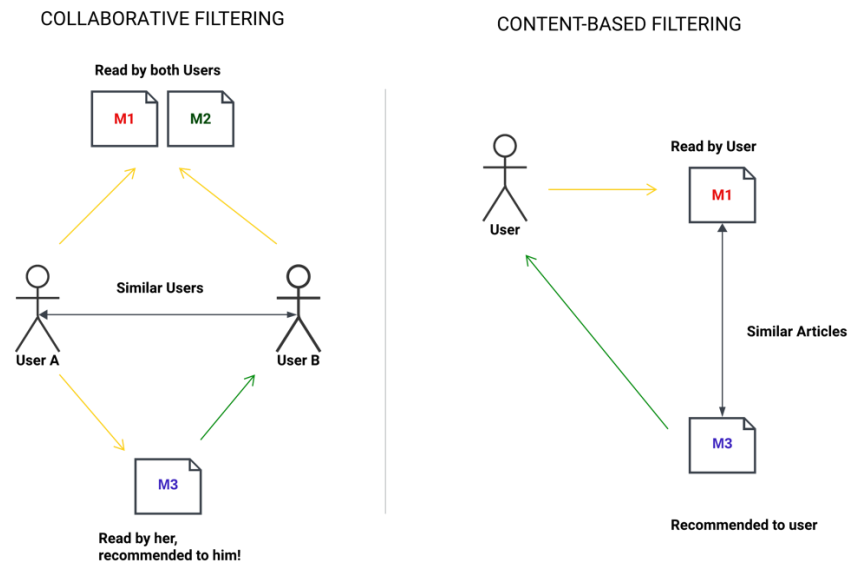 COLLABORATIVE FILTERING
Read by both Users
M1
M2
Similar Users
User A
User B
M3
Read by her,
recommended to him!
CONTENT-BASED FILTERING
Read by User
M1
User
Similar Articles
M3
Recommended to user